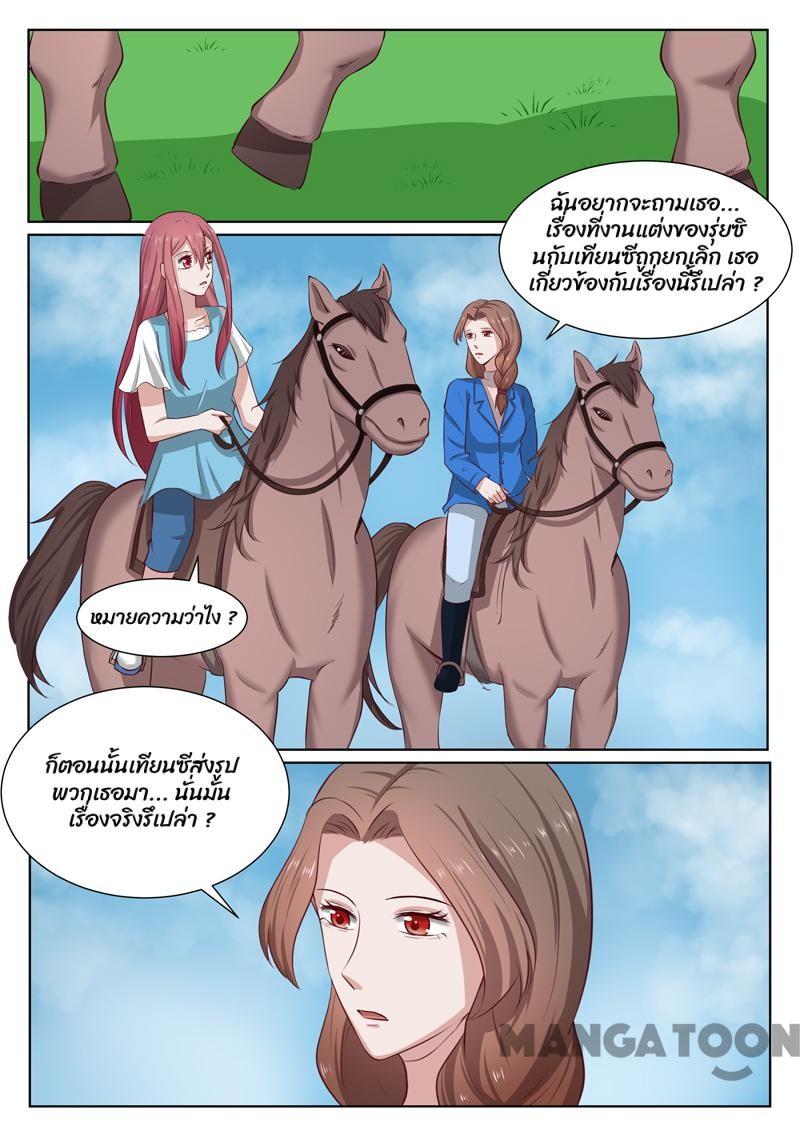 ฉันอยากจะถามเธอ...
เรื่องที่งานแต่งของรุ่ยซิ
นกับเทียนซีถูกยกเลิก เธอ
เกี่ยวข้องกับเรื่องนี้รึเปล่า ?
หมายความว่าไง ?
ก็ตอนนั้นเทียนซีส่งรูป
พวกเธอมา... นั่นมัน
เรื่องจริงรึเปล่า ?
MANGATOON